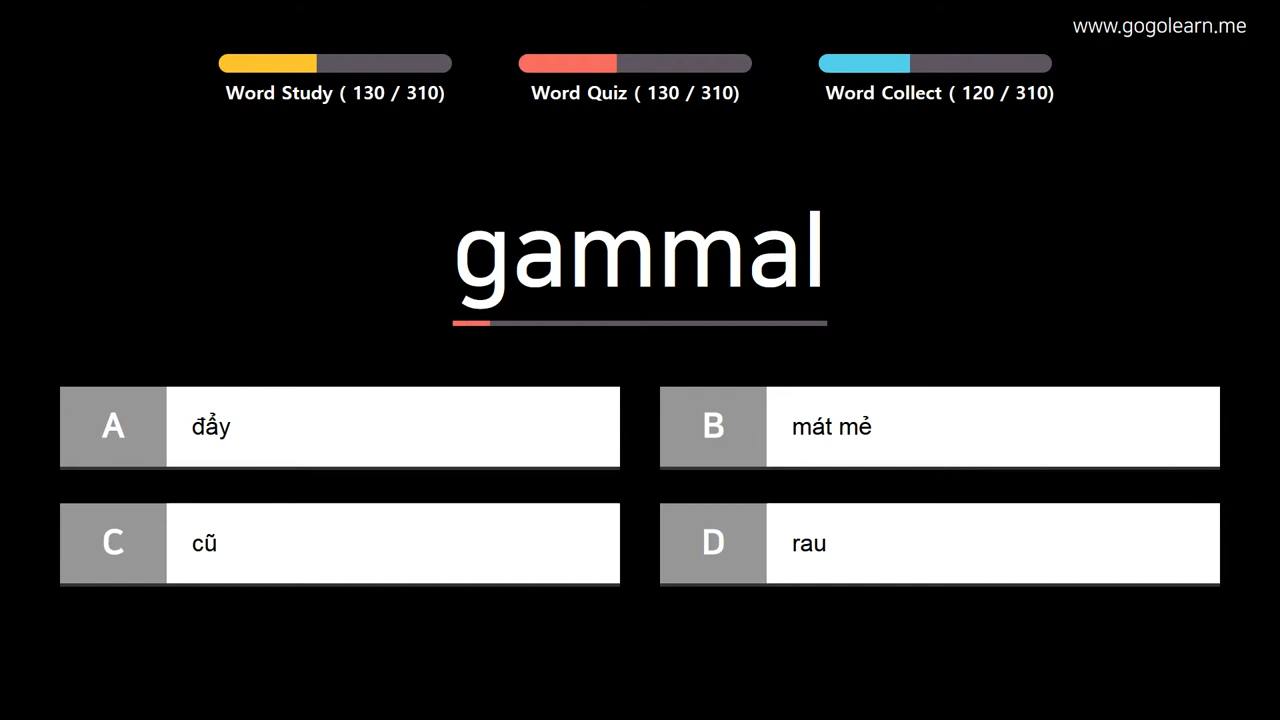 www.gogolearn.me
Word Study ( 130 / 310)
Word Quiz ( 130 / 310)
Word Collect ( 120 / 310)
gammal
A đẩy
B mát mẻ
C cũ
D rau